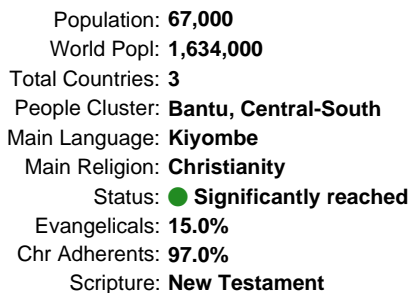 Population: 67,000
World Popl: 1,634,000
Total Countries: 3
People Cluster: Bantu, Central-South
Main Language: Kiyombe
Main Religion: Christianity
Status: Significantly reached
Evangelicals: 15.0%
Chr Adherents: 97.0%
Scripture: New Testament